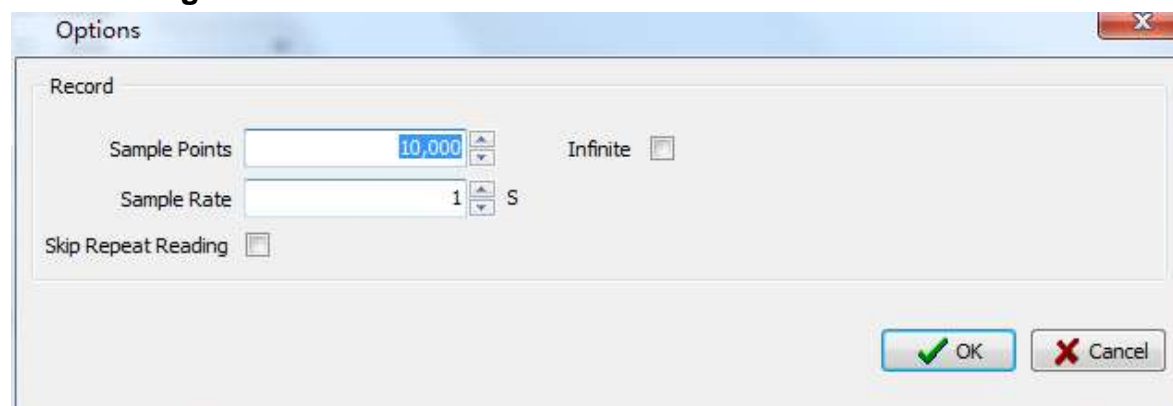 Options
Record
Sample Points 10,000 Infinite
Sample Rate 1 S
Skip Repeat Reading
OK Cancel